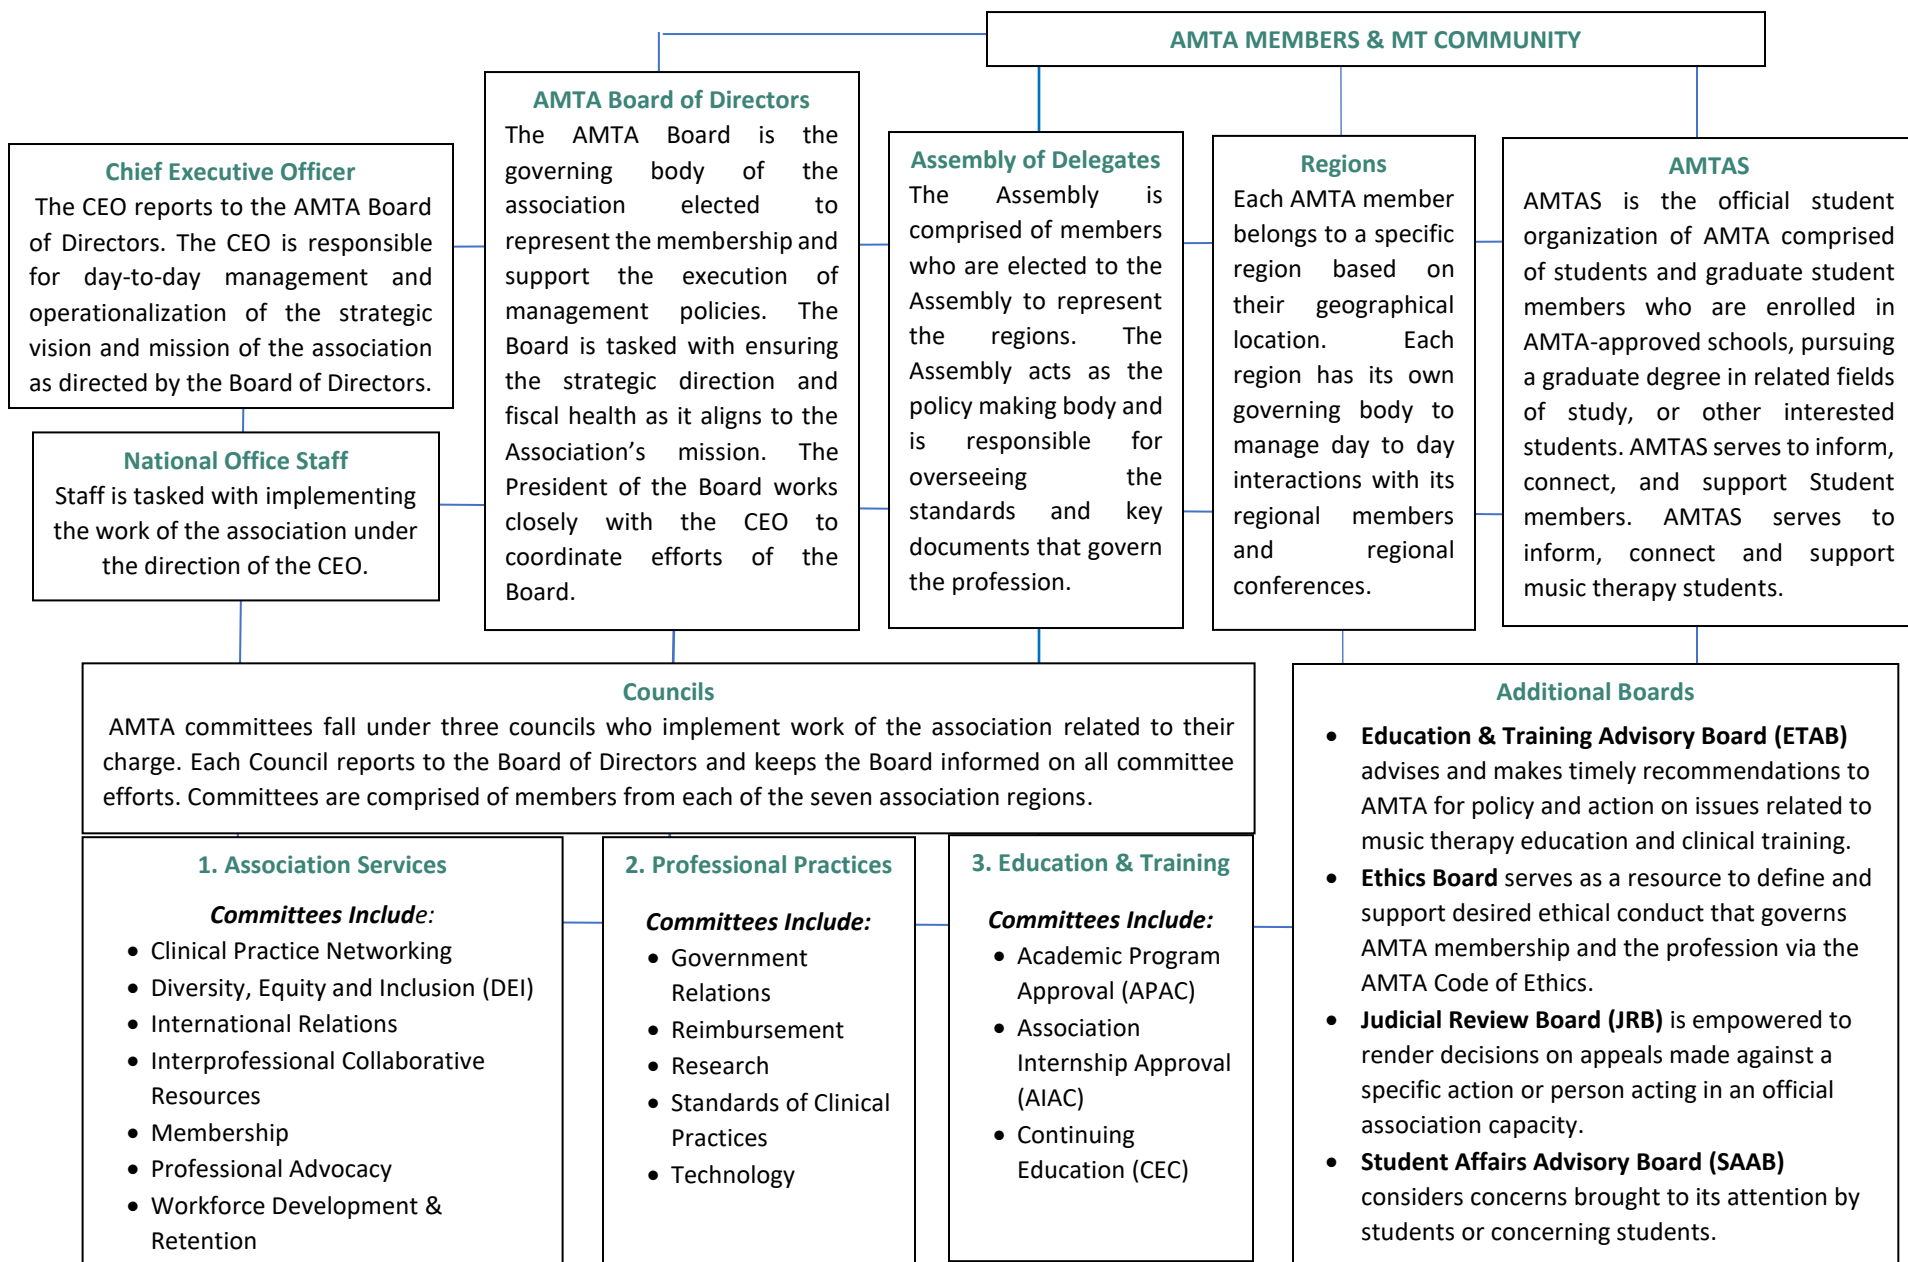 AMTA MEMBERS & MT COMMUNITY
AMTA Board of Directors
The AMTA Board is the
governing body of the
association elected to
represent the membership and
support the execution of
management policies. The
Board is tasked with ensuring
the strategic direction and
fiscal health as it aligns to the
Association’s mission. The
President of the Board works
closely with the CEO to
coordinate efforts of the
Board.
Chief Executive Officer
The CEO reports to the AMTA Board
of Directors. The CEO is responsible
for day-to-day management and
operationalization of the strategic
vision and mission of the association
as directed by the Board of Directors.
National Office Staff
Staff is tasked with implementing
the work of the association under
the direction of the CEO.
Assembly of Delegates
The Assembly is
comprised of members
who are elected to the
Assembly to represent
the regions. The
Assembly acts as the
policy making body and
is responsible for
overseeing the
standards and key
documents that govern
the profession.
Regions
Each AMTA member
belongs to a specific
region based on
their geographical
location. Each
region has its own
governing body to
manage day to day
interactions with its
regional members
and regional
conferences.
AMTAS
AMTAS is the official student
organization of AMTA comprised
of students and graduate student
members who are enrolled in
AMTA-approved schools, pursuing
a graduate degree in related fields
of study, or other interested
students. AMTAS serves to inform,
connect, and support Student
members. AMTAS serves to
inform, connect and support
music therapy students.
Councils
AMTA committees fall under three councils who implement work of the association related to their
charge. Each Council reports to the Board of Directors and keeps the Board informed on all committee
efforts. Committees are comprised of members from each of the seven association regions.
1. Association Services
Committees Include:
• Clinical Practice Networking
• Diversity, Equity and Inclusion (DEI)
• International Relations
• Interprofessional Collaborative
Resources
• Membership
• Professional Advocacy
• Workforce Development &
Retention
2. Professional Practices
Committees Include:
• Government
Relations
• Reimbursement
• Research
• Standards of Clinical
Practices
• Technology
3. Education & Training
Committees Include:
• Academic Program
Approval (APAC)
• Association
Internship Approval
(AIAC)
• Continuing
Education (CEC)
Additional Boards
• Education & Training Advisory Board (ETAB)
advises and makes timely recommendations to
AMTA for policy and action on issues related to
music therapy education and clinical training.
• Ethics Board serves as a resource to define and
support desired ethical conduct that governs
AMTA membership and the profession via the
AMTA Code of Ethics.
• Judicial Review Board (JRB) is empowered to
render decisions on appeals made against a
specific action or person acting in an official
association capacity.
• Student Affairs Advisory Board (SAAB)
considers concerns brought to its attention by
students or concerning students.